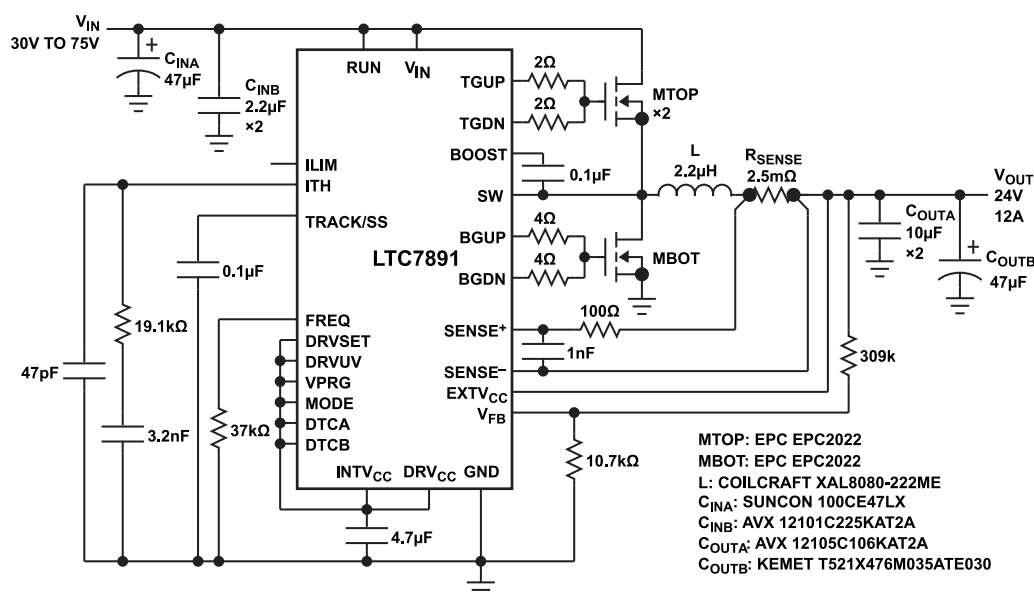 VIN
30V TO 75V
+
CINA
47µF
CINB
2.2µF
×2
RUN
VIN
TGUP
2Ω
TGDN
2Ω
MTOP
×2
BOOST
0.1µF
SW
L
2.2µH
RSENSE
2.5mΩ
VOUT
24V
12A
ILIM
ITH
TRACK/SS
LTC7891
BGUP
4Ω
BGDN
4Ω
MBOT
COUTA
10µF
×2
+
COUTB
47µF
0.1µF
19.1kΩ
47pF
3.2nF
37kΩ
FREQ
DRVSET
DRVUV
VPRG
MODE
DTCA
DTCB
SENSE+
100Ω
1nF
SENSE−
EXTVCC
VFB
309k
10.7kΩ
INTVCC
DRVCC
GND
4.7µF
MTOP: EPC EPC2022
MBOT: EPC EPC2022
L: COILCRAFT XAL8080-222ME
CINA: SUNCON 100CE47LX
CINB: AVX 12101C225KAT2A
COUTA: AVX 12105C106KAT2A
COUTB: KEMET T521X476M035ATE030